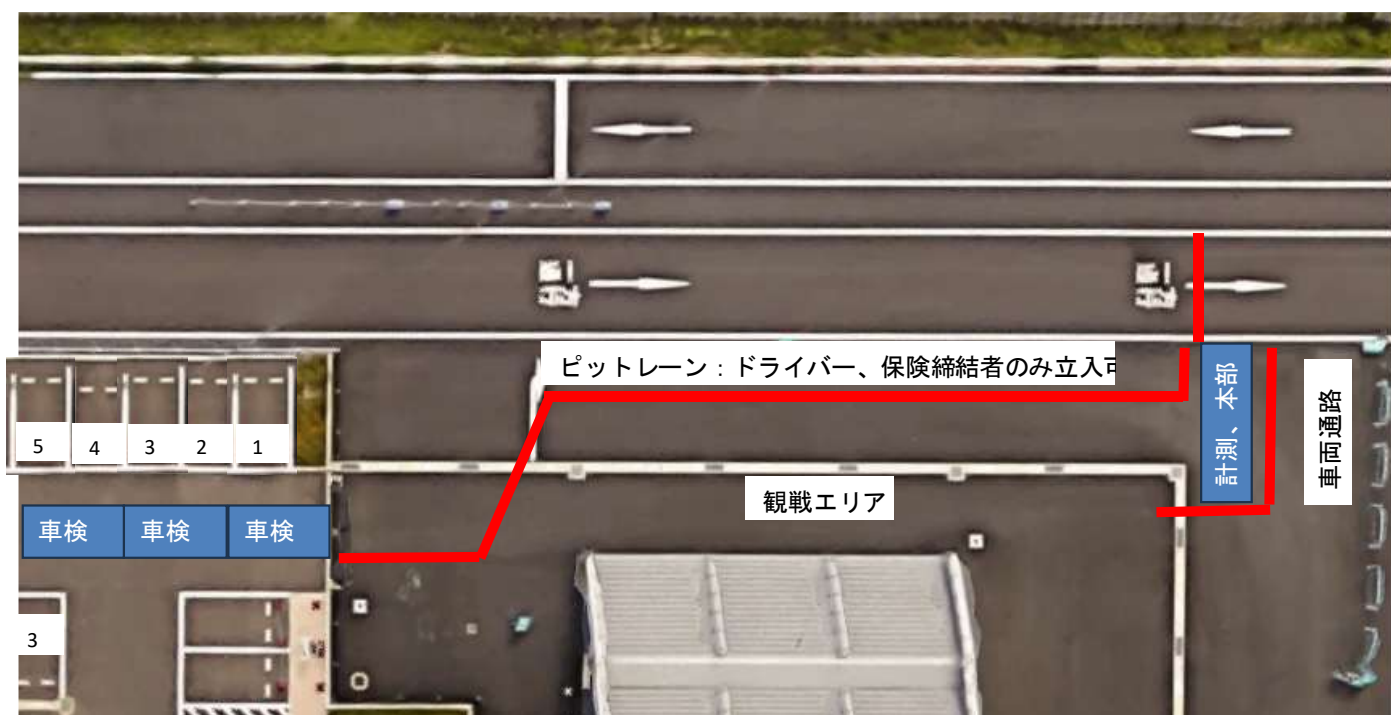 ピットレーン：ドライバー、保険締結者のみ立入可
計測、本部
車両通路
5
4
3
2
1
観戦エリア
車検
車検
車検
3